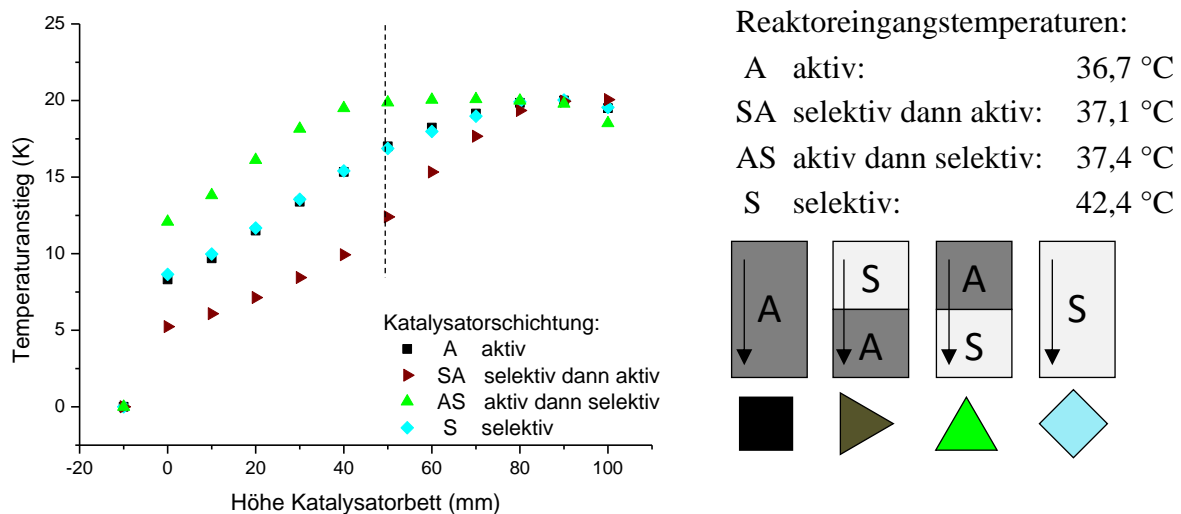 25
20
15
10
5
0
Temperaturanstieg (K)
-20
0
20
40
60
80
100
Höhe Katalysatorbett (mm)
Katalysatorschichtung:
A aktiv
SA selektiv dann aktiv
AS aktiv dann selektiv
S selektiv
Reaktoreingangstemperaturen:
A aktiv: 36,7 °C
SA selektiv dann aktiv: 37,1 °C
AS aktiv dann selektiv: 37,4 °C
S selektiv: 42,4 °C
A
S
A
A
S
S